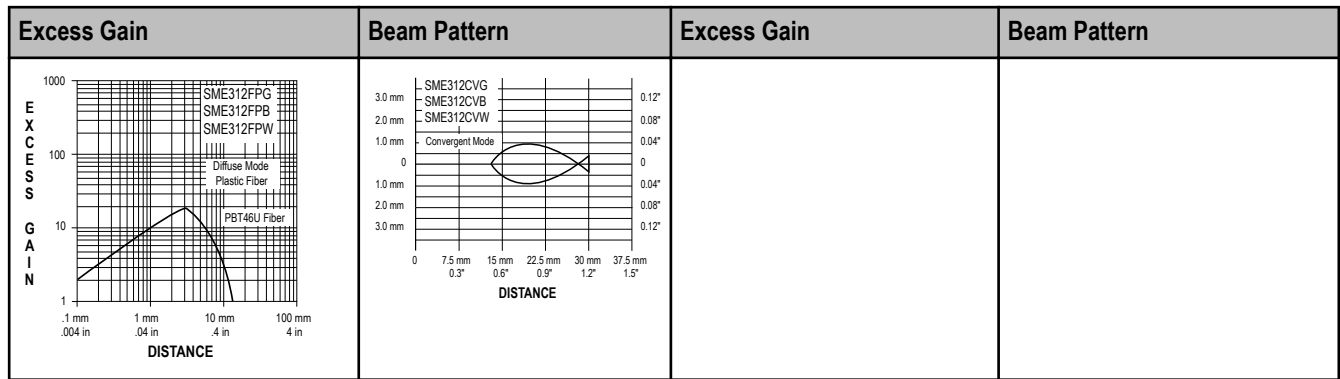 Excess Gain
Beam Pattern
Excess Gain
Beam Pattern
1000
100
10
1
EXCESS GAIN
SME312FPG
SME312FPB
SME312FPW
Diffuse Mode
Plastic Fiber
PBT46U Fiber
.1 mm 1 mm 10 mm 100 mm
.004 in .04 in .4 in 4 in
DISTANCE
SME312CVG
SME312CVB
SME312CVW
Convergent Mode
3.0 mm 0.12"
2.0 mm 0.08"
1.0 mm 0.04"
0 0
1.0 mm 0.04"
2.0 mm 0.08"
3.0 mm 0.12"
0 7.5 mm 15 mm 22.5 mm 30 mm 37.5 mm
0.3" 0.6" 0.9" 1.2" 1.5"
DISTANCE